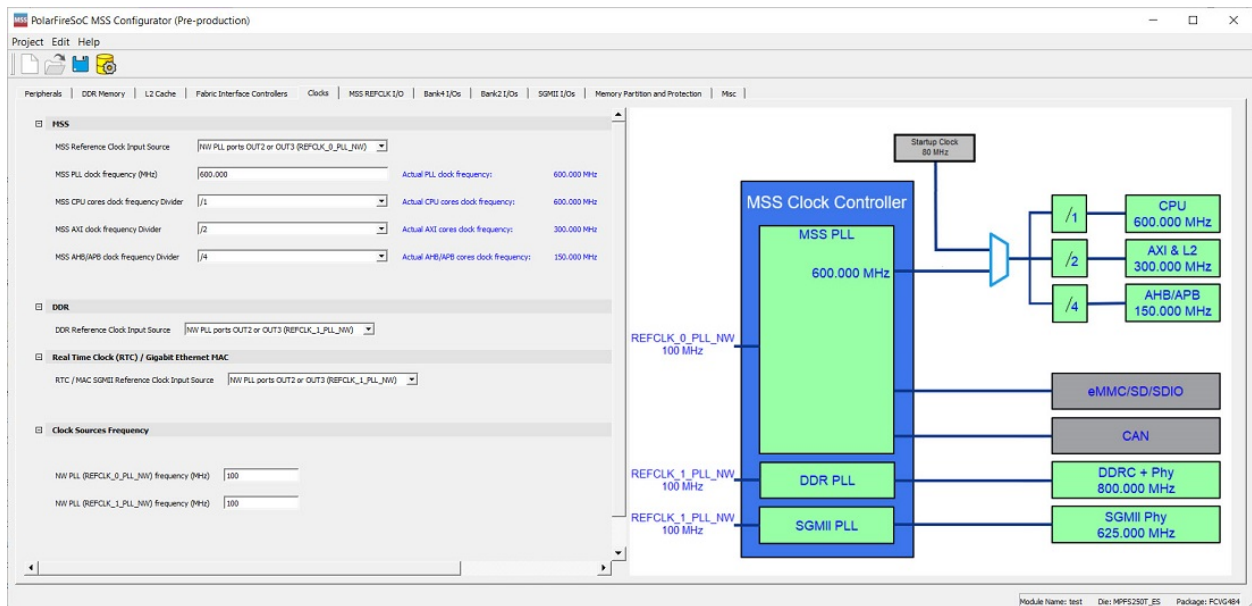 MSS PolarFireSoC MSS Configurator (Pre-production)
Project Edit Help
Peripherals DDR Memory L2 Cache Fabric Interface Controllers Clocks MSS REFCLK I/O Bank4 I/Os Bank2 I/Os SGMII I/Os Memory Partition and Protection Misc
MSS
MSS Reference Clock Input Source NW PLL ports OUT2 or OUT3 (REFCLK_0_PLL_NW)
MSS PLL clock frequency (MHz) 600.000 Actual PLL clock frequency: 600.000 MHz
MSS CPU cores clock frequency Divider /1 Actual CPU cores clock frequency: 600.000 MHz
MSS AXI clock frequency Divider /2 Actual AXI cores clock frequency: 300.000 MHz
MSS AHB/APB clock frequency Divider /4 Actual AHB/APB cores clock frequency: 150.000 MHz
DDR
DDR Reference Clock Input Source NW PLL ports OUT2 or OUT3 (REFCLK_1_PLL_NW)
Real Time Clock (RTC) / Gigabit Ethernet MAC
RTC / MAC SGMII Reference Clock Input Source NW PLL ports OUT2 or OUT3 (REFCLK_1_PLL_NW)
Clock Sources Frequency
NW PLL (REFCLK_0_PLL_NW) frequency (MHz) 100
NW PLL (REFCLK_1_PLL_NW) frequency (MHz) 100
Startup Clock
80 MHz
MSS Clock Controller
MSS PLL
600.000 MHz
/1
CPU
600.000 MHz
/2
AXI & L2
300.000 MHz
/4
AHB/APB
150.000 MHz
REFCLK_0_PLL_NW
100 MHz
eMMC/SD/SDIO
CAN
REFCLK_1_PLL_NW
100 MHz
DDR PLL
DDRC + Phy
800.000 MHz
REFCLK_1_PLL_NW
100 MHz
SGMII PLL
SGMII Phy
625.000 MHz
Module Name: test Die: MPFS250T_ES Package: FCVG484